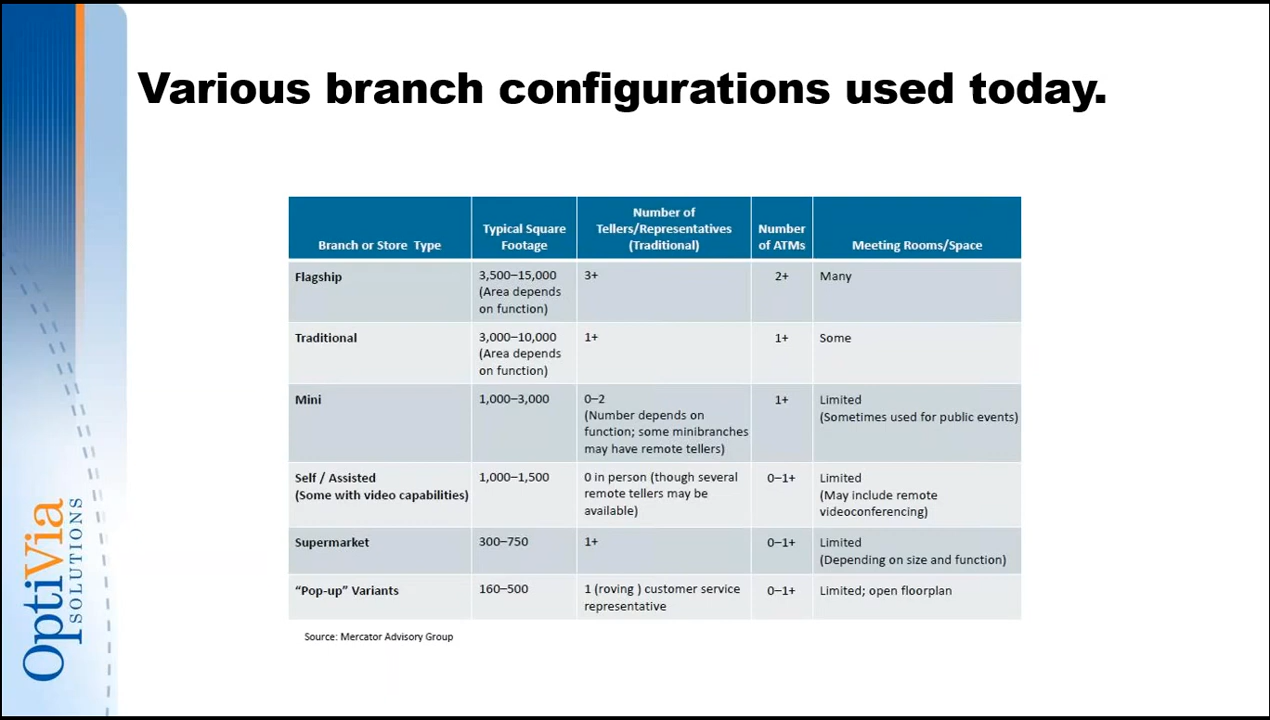 Various branch configurations used today.
Branch or Store Type
Typical Square
Footage
Number of
Tellers/Representatives
(Traditional)
Number
of ATMs
Meeting Rooms/Space
Flagship
3,500–15,000
(Area depends
on function)
3+
2+
Many
Traditional
3,000–10,000
(Area depends
on function)
1+
1+
Some
Mini
1,000–3,000
0–2
(Number depends on
function; some minibranches
may have remote tellers)
1+
Limited
(Sometimes used for public events)
Self / Assisted
(Some with video capabilities)
1,000–1,500
0 in person (though several
remote tellers may be
available)
0–1+
Limited
(May include remote
videoconferencing)
Supermarket
300–750
1+
0–1+
Limited
(Depending on size and function)
“Pop-up” Variants
160–500
1 (roving ) customer service
representative
0–1+
Limited; open floorplan
Source: Mercator Advisory Group
OptiVia
SOLUTIONS